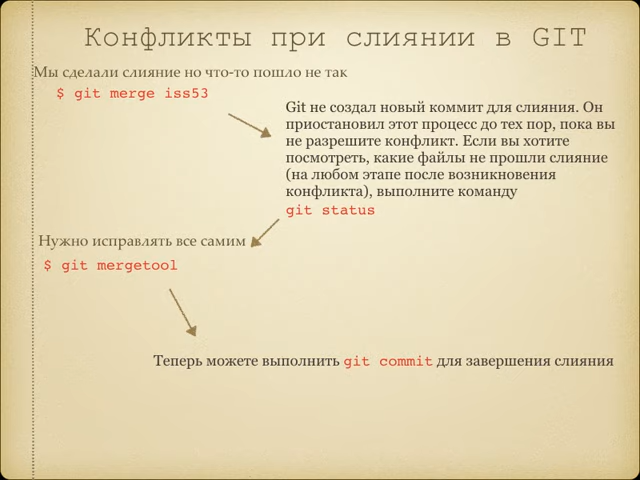 Конфликты при слиянии в GIT
Мы сделали слияние но что-то пошло не так
$ git merge iss53
Git не создал новый коммит для слияния. Он
приостановил этот процесс до тех пор, пока вы
не разрешите конфликт. Если вы хотите
посмотреть, какие файлы не прошли слияние
(на любом этапе после возникновения
конфликта), выполните команду
git status
Нужно исправлять все самим
$ git mergetool
Теперь можете выполнить git commit для завершения слияния